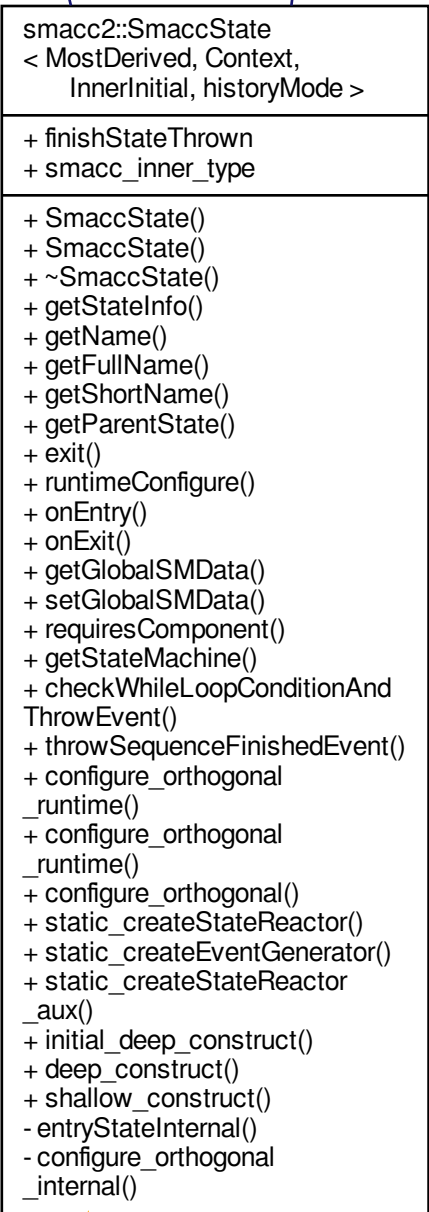 smacc2::SmaccState
< MostDerived, Context,
InnerInitial, historyMode >
+ finishStateThrown
+ smacc_inner_type
+ SmaccState()
+ SmaccState()
+ ~SmaccState()
+ getStateInfo()
+ getName()
+ getFullName()
+ getShortName()
+ getParentState()
+ exit()
+ runtimeConfigure()
+ onEntry()
+ onExit()
+ getGlobalSMData()
+ setGlobalSMData()
+ requiresComponent()
+ getStateMachine()
+ checkWhileLoopConditionAnd
ThrowEvent()
+ throwSequenceFinishedEvent()
+ configure_orthogonal
_runtime()
+ configure_orthogonal
_runtime()
+ configure_orthogonal()
+ static_createStateReactor()
+ static_createEventGenerator()
+ static_createStateReactor
_aux()
+ initial_deep_construct()
+ deep_construct()
+ shallow_construct()
- entryStateInternal()
- configure_orthogonal
_internal()